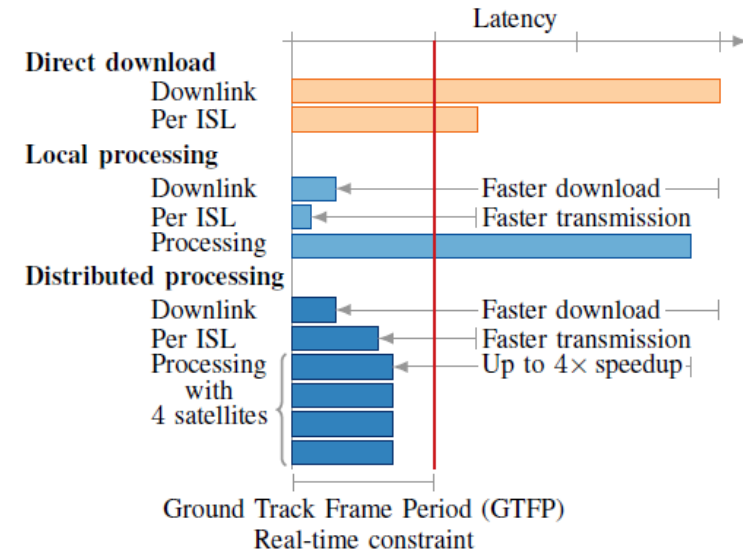 Latency
Direct download
Downlink
Per ISL
Local processing
Downlink
Faster download
Per ISL
Faster transmission
Processing
Distributed processing
Downlink
Faster download
Per ISL
Faster transmission
Processing
Up to 4× speedup
with
4 satellites
Ground Track Frame Period (GTFP)
Real-time constraint